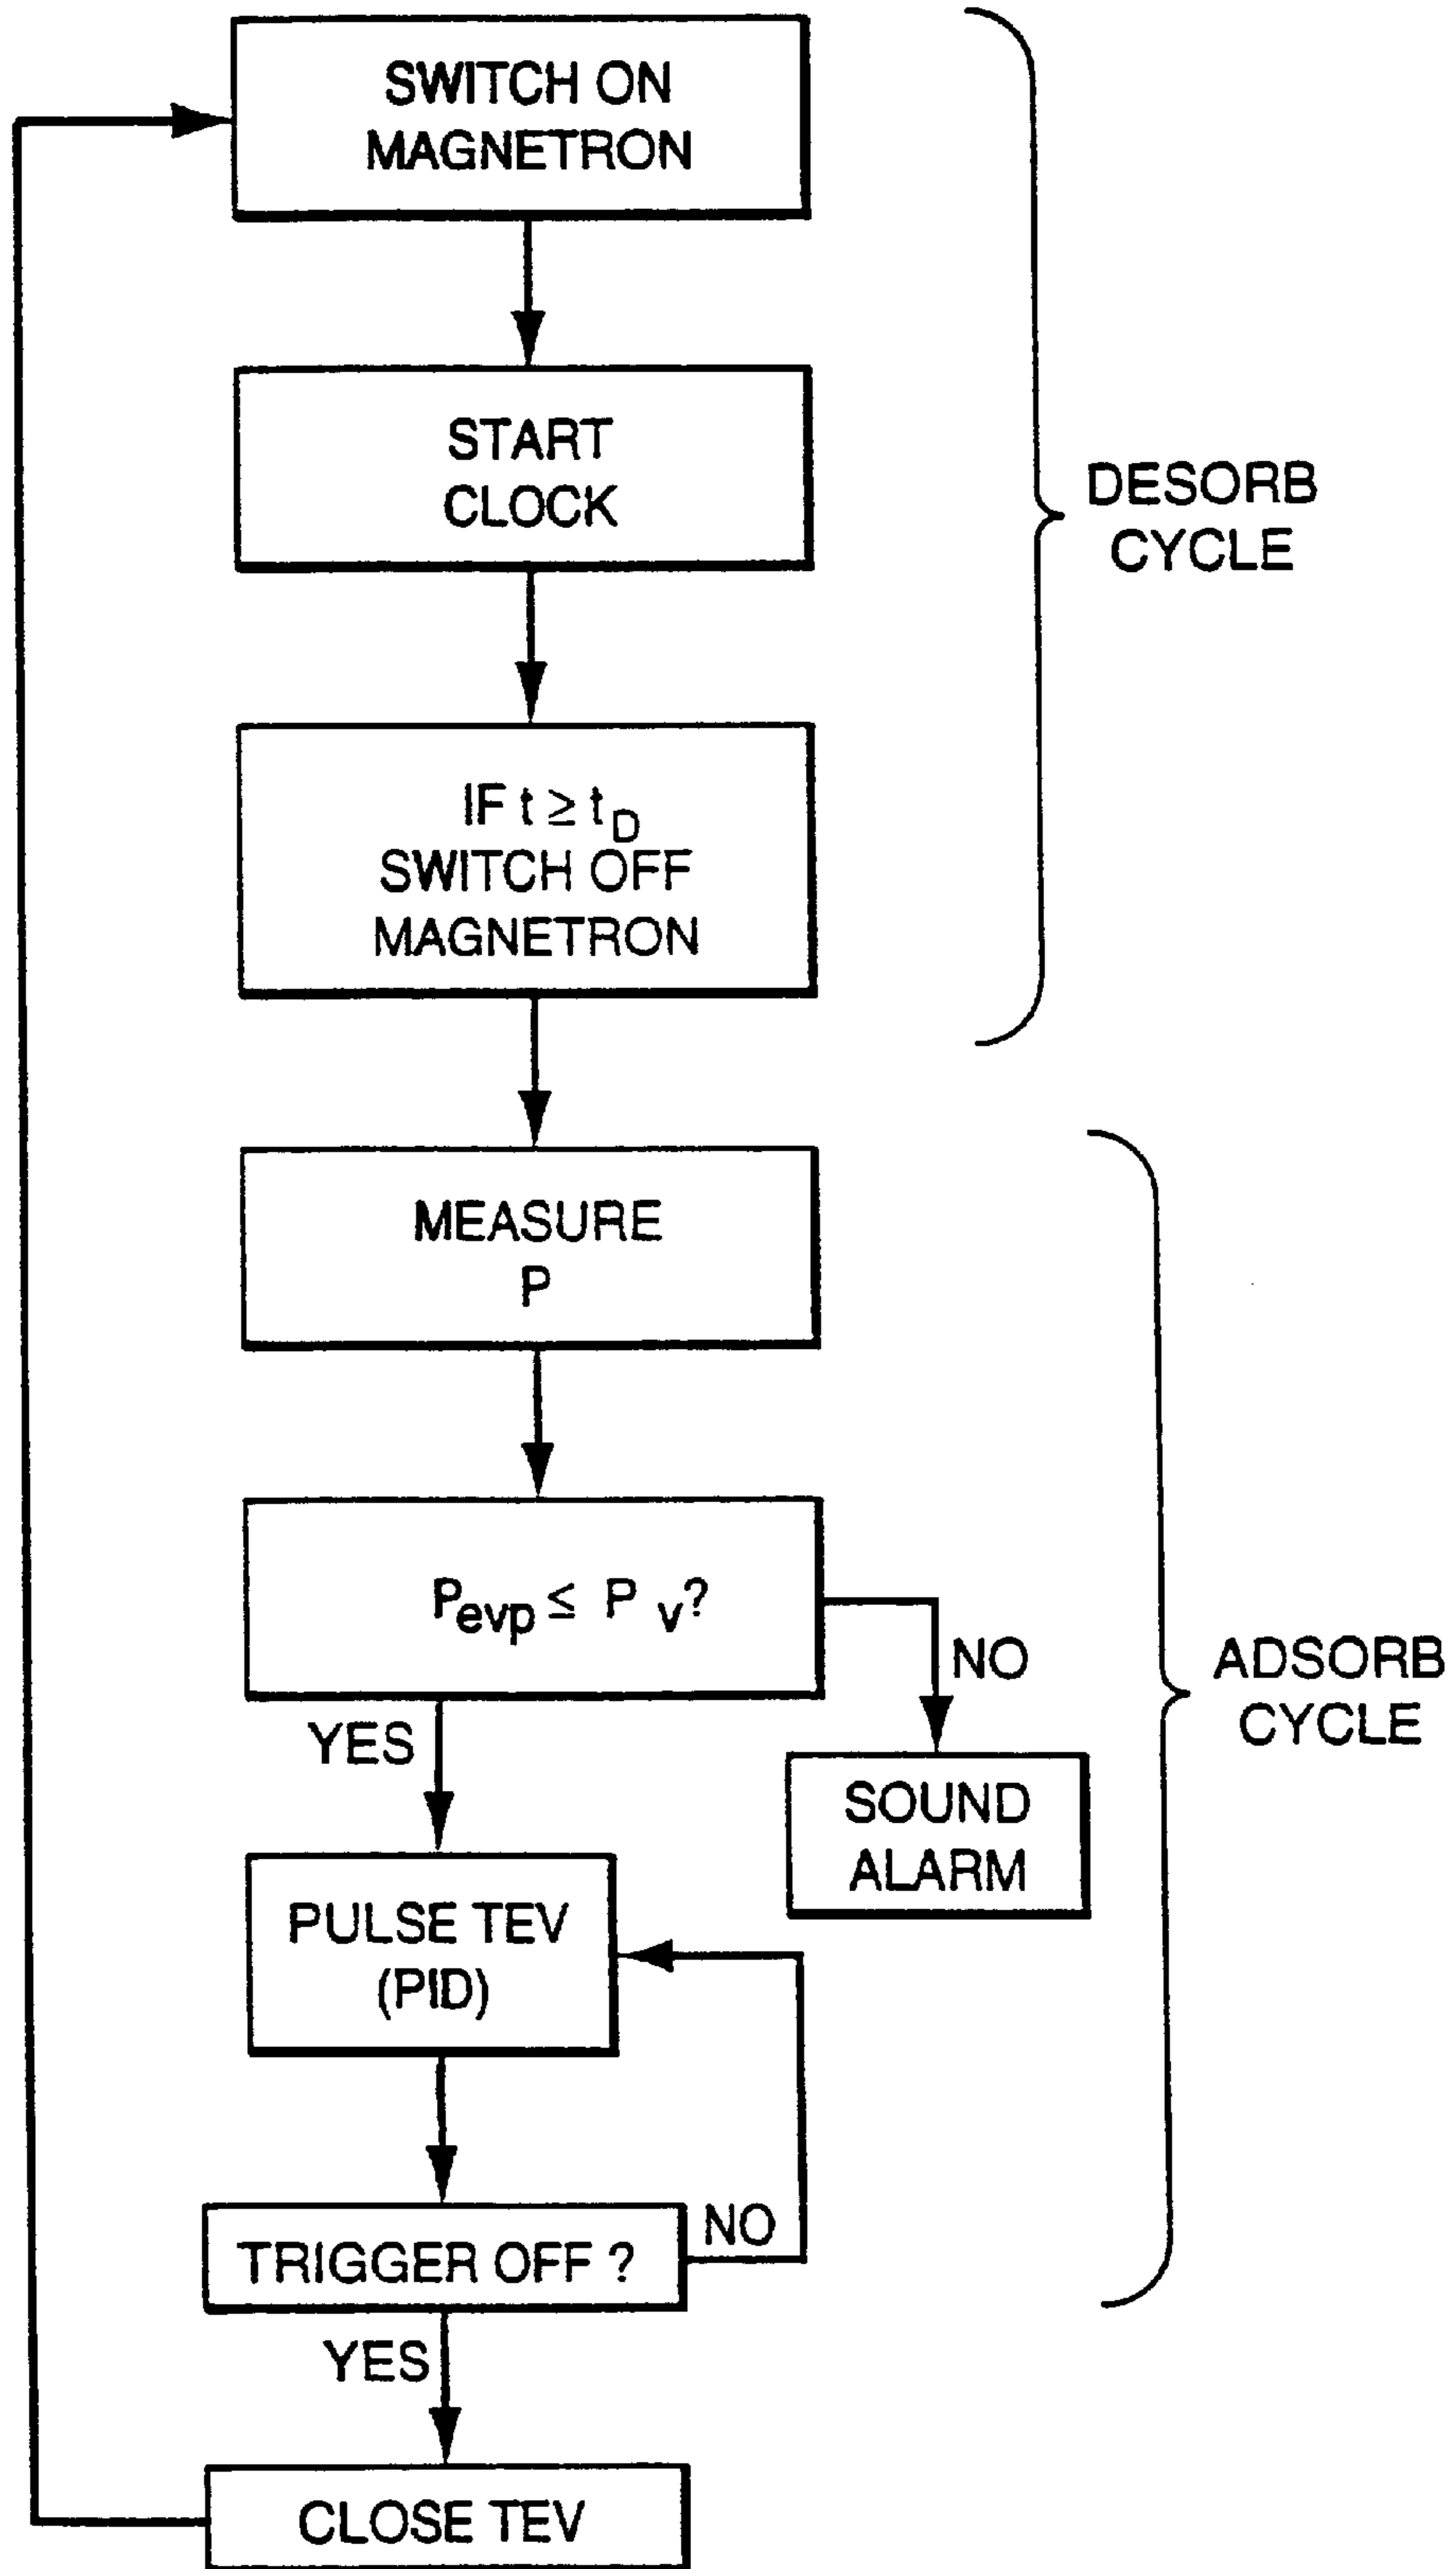 SWITCH ON
MAGNETRON
START
CLOCK
DESORB
CYCLE
IF t ≥ t_D
SWITCH OFF
MAGNETRON
MEASURE
P
P_evp ≤ P_v?
NO
ADSORB
CYCLE
YES
SOUND
ALARM
PULSE TEV
(PID)
TRIGGER OFF ?
NO
YES
CLOSE TEV